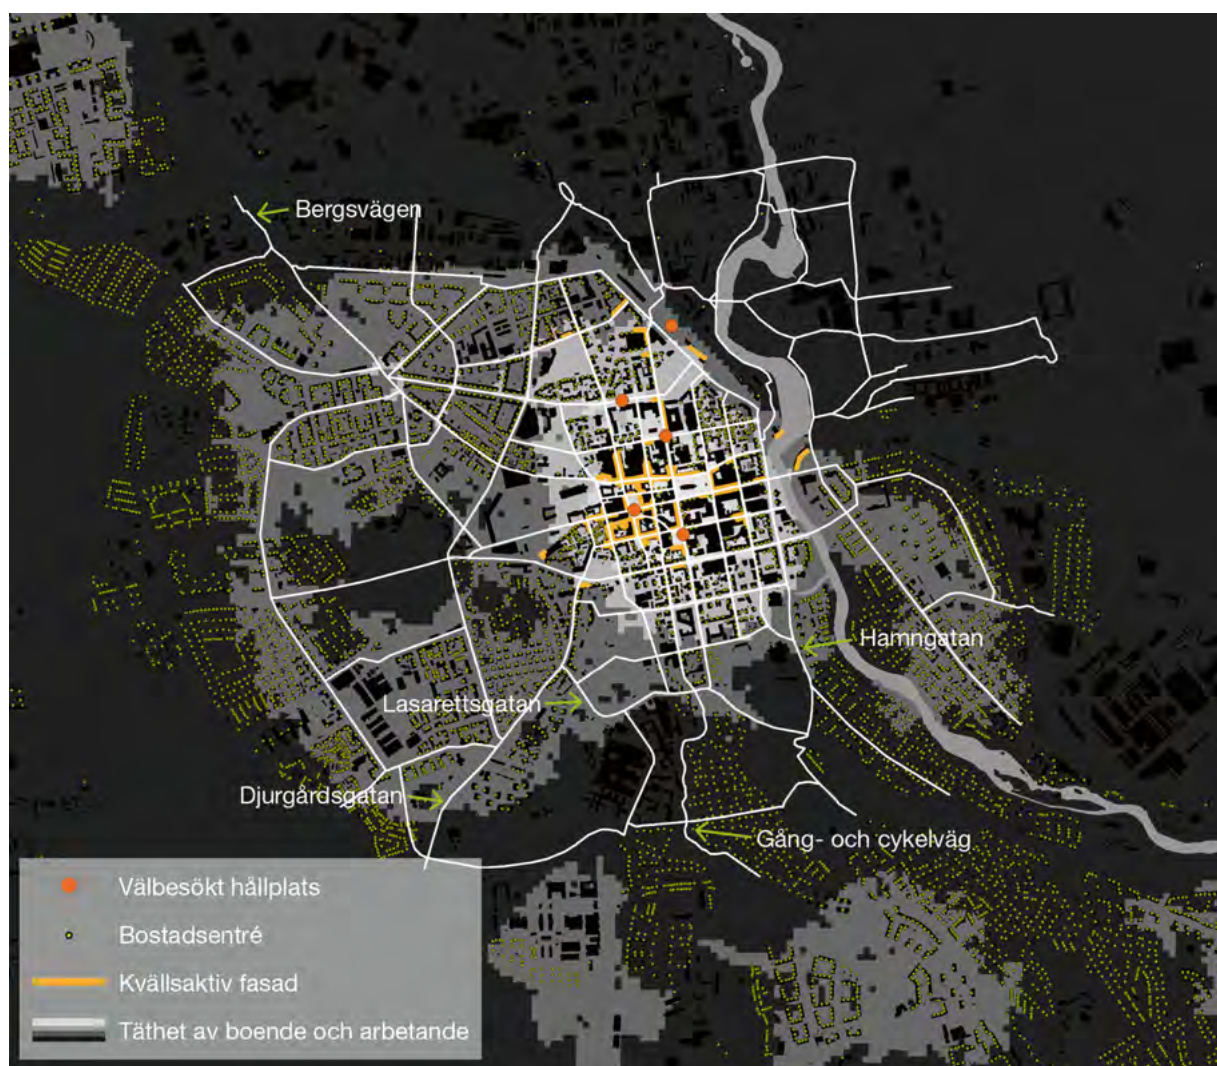 Bergsvägen
Hamngatan
Lasarettsgatan
Djurgårdsgatan
Gång- och cykelväg
Välbesökt hållplats
Bostadsentré
Kvällsaktiv fasad
Täthet av boende och arbetande